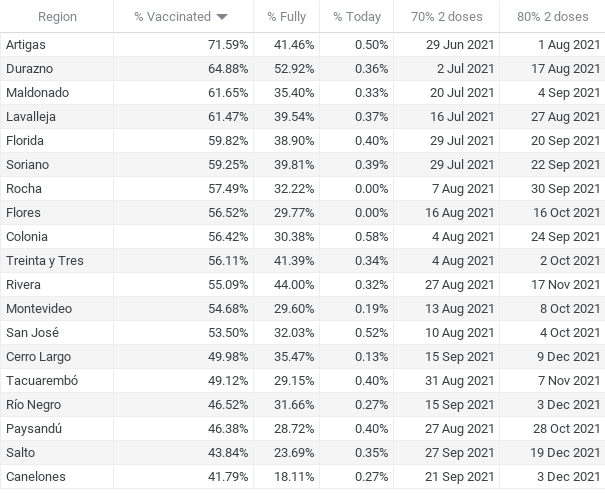 Region % Vaccinated % Fully % Today 70% 2 doses 80% 2 doses
Artigas 71.59% 41.46% 0.50% 29 Jun 2021 1 Aug 2021
Durazno 64.88% 52.92% 0.36% 2 Jul 2021 17 Aug 2021
Maldonado 61.65% 35.40% 0.33% 20 Jul 2021 4 Sep 2021
Lavalleja 61.47% 39.54% 0.37% 16 Jul 2021 27 Aug 2021
Florida 59.82% 38.90% 0.40% 29 Jul 2021 20 Sep 2021
Soriano 59.25% 39.81% 0.39% 29 Jul 2021 22 Sep 2021
Rocha 57.49% 32.22% 0.00% 7 Aug 2021 30 Sep 2021
Flores 56.52% 29.77% 0.00% 16 Aug 2021 16 Oct 2021
Colonia 56.42% 30.38% 0.58% 4 Aug 2021 24 Sep 2021
Treinta y Tres 56.11% 41.39% 0.34% 4 Aug 2021 2 Oct 2021
Rivera 55.09% 44.00% 0.32% 27 Aug 2021 17 Nov 2021
Montevideo 54.68% 29.60% 0.19% 13 Aug 2021 8 Oct 2021
San José 53.50% 32.03% 0.52% 10 Aug 2021 4 Oct 2021
Cerro Largo 49.98% 35.47% 0.13% 15 Sep 2021 9 Dec 2021
Tacuarembó 49.12% 29.15% 0.40% 31 Aug 2021 7 Nov 2021
Río Negro 46.52% 31.66% 0.27% 15 Sep 2021 3 Dec 2021
Paysandú 46.38% 28.72% 0.40% 27 Aug 2021 28 Oct 2021
Salto 43.84% 23.69% 0.35% 27 Sep 2021 19 Dec 2021
Canelones 41.79% 18.11% 0.27% 21 Sep 2021 3 Dec 2021